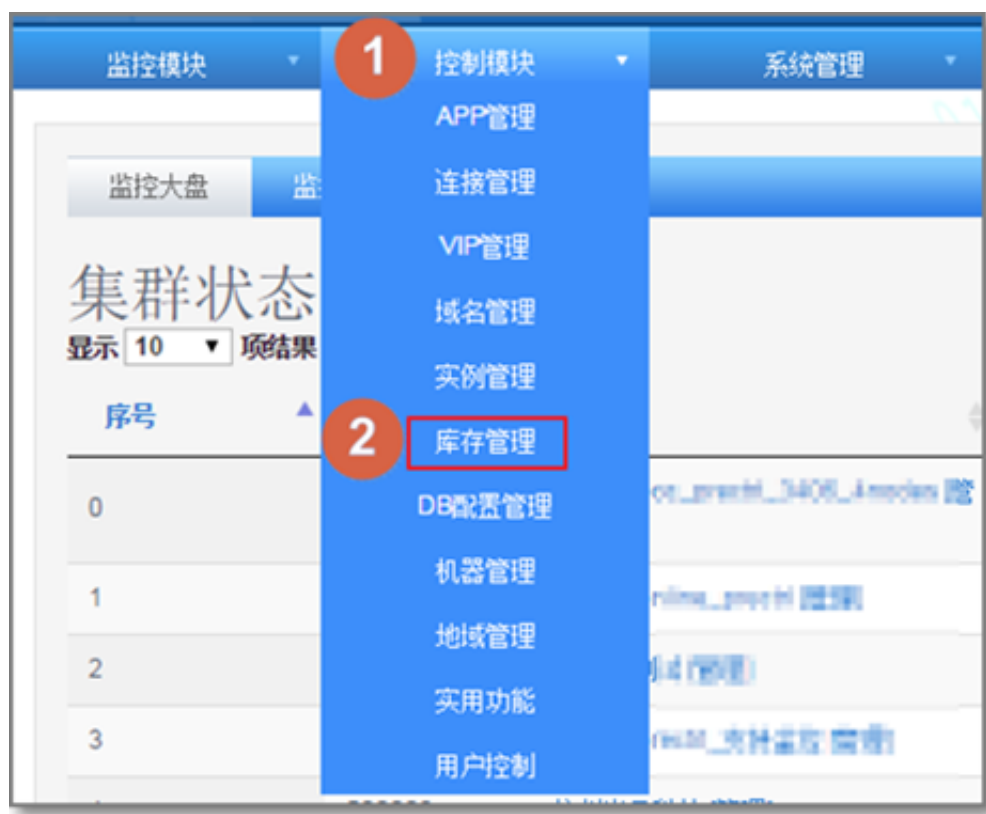 监控模块
1
控制模块
系统管理
APP管理
监控大盘
监
连接管理
VIP管理
集群状态
域名管理
显示 10 项结果
实例管理
序号
2
库存管理
0
DB配置管理
机器管理
1
地域管理
2
实用功能
3
用户控制